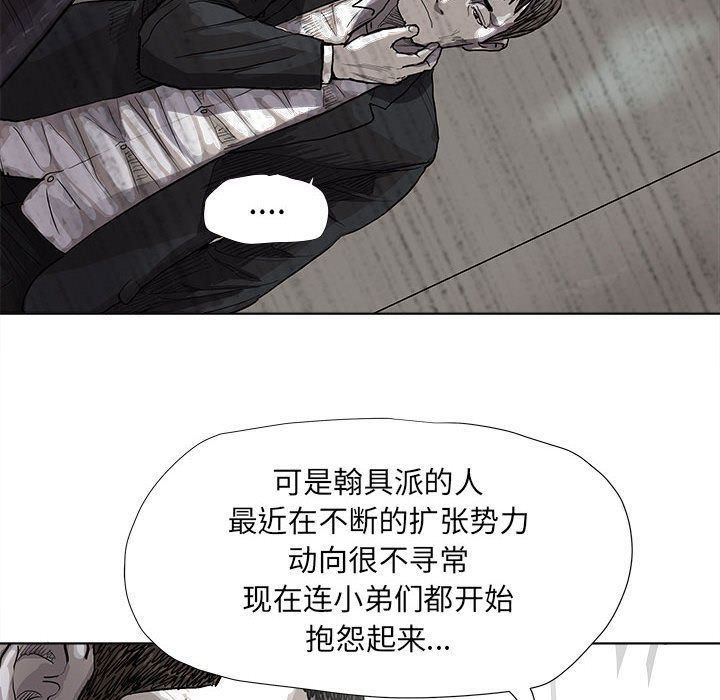 ....
可是翰具派的人
最近在不断的扩张势力
动向很不寻常
现在连小弟们都开始
抱怨起来...